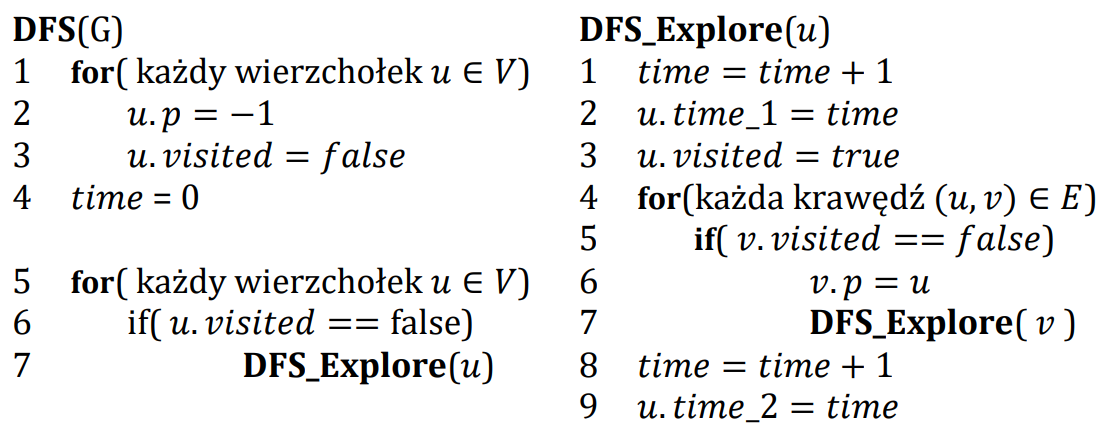 DFS(G)
1 for( każdy wierzchołek u ∈ V)
2 u.p = −1
3 u.visited = false
4 time = 0
5 for( każdy wierzchołek u ∈ V)
6 if( u.visited == false)
7 DFS_Explore(u)
DFS_Explore(u)
1 time = time + 1
2 u.time_1 = time
3 u.visited = true
4 for(każda krawędź (u, v) ∈ E)
5 if( v.visited == false)
6 v.p = u
7 DFS_Explore( v )
8 time = time + 1
9 u.time_2 = time